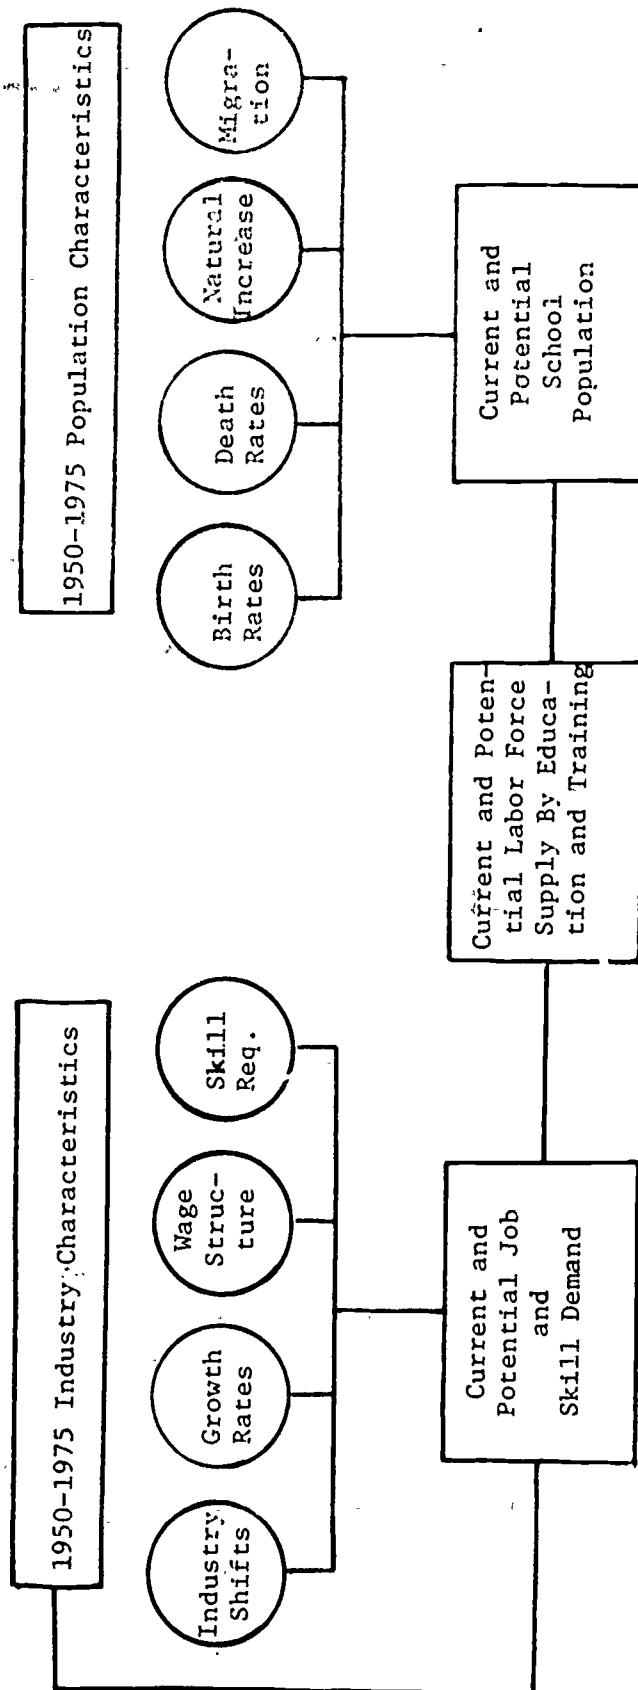 1950-1975 Industry Characteristics
Industry
Shifts
Growth
Rates
Wage
Struc-
ture
Skill
Req.
Current and
Potential Job
and
Skill Demand
Current and Poten-
tial Labor Force
Supply By Educa-
tion and Training
1950-1975 Population Characteristics
Birth
Rates
Death
Rates
Natural
Increase
Migra-
tion
Current and
Potential
School
Population